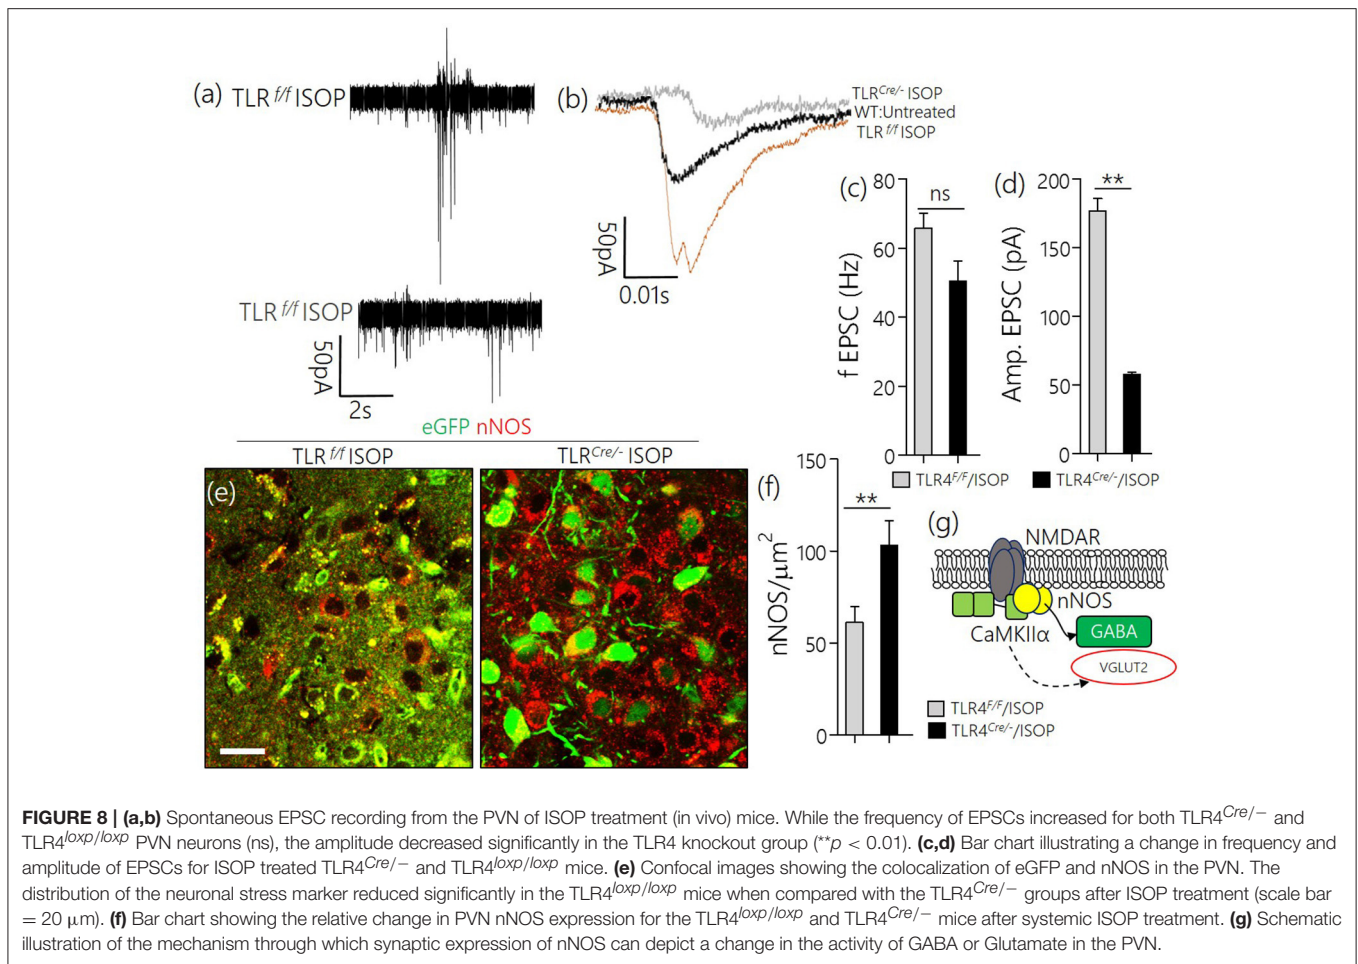 (a)
TLR f/f ISOP
TLR f/f ISOP
50pA
2s
(b)
TLR Cre/- ISOP
WT:Untreated
TLR f/f ISOP
50pA
0.01s
(c)
80
60
40
20
0
f EPSC (Hz)
ns
(d)
200
150
100
50
0
Amp. EPSC (pA)
**
TLR4F/F/ISOP
TLR4Cre/-/ISOP
eGFP nNOS
TLR f/f ISOP
TLRCre/- ISOP
(e)
(f)
150
100
50
0
nNOS/µm2
**
TLR4F/F/ISOP
TLR4Cre/-/ISOP
(g)
NMDAR
nNOS
CaMKIIα
GABA
VGLUT2
FIGURE 8 | (a,b) Spontaneous EPSC recording from the PVN of ISOP treatment (in vivo) mice. While the frequency of EPSCs increased for both TLR4Cre/− and
TLR4loxp/loxp PVN neurons (ns), the amplitude decreased significantly in the TLR4 knockout group (**p < 0.01). (c,d) Bar chart illustrating a change in frequency and
amplitude of EPSCs for ISOP treated TLR4Cre/− and TLR4loxp/loxp mice. (e) Confocal images showing the colocalization of eGFP and nNOS in the PVN. The
distribution of the neuronal stress marker reduced significantly in the TLR4loxp/loxp mice when compared with the TLR4Cre/− groups after ISOP treatment (scale bar
= 20 µm). (f) Bar chart showing the relative change in PVN nNOS expression for the TLR4loxp/loxp and TLR4Cre/− mice after systemic ISOP treatment. (g) Schematic
illustration of the mechanism through which synaptic expression of nNOS can depict a change in the activity of GABA or Glutamate in the PVN.